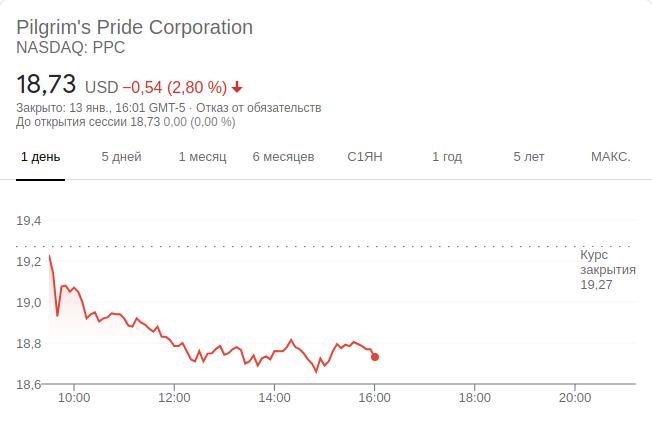 Pilgrim's Pride Corporation
NASDAQ: PPC
18,73 USD −0,54 (2,80 %)
Закрыто: 13 янв., 16:01 GMT-5 · Отказ от обязательств
До открытия сессии 18,73 0,00 (0,00 %)
1 день 5 дней 1 месяц 6 месяцев С1ЯН 1 год 5 лет МАКС.
19,4
Курс
19,2
закрытия
19,27
19,0
18,8
18,6
10:00 12:00 14:00 16:00 18:00 20:00